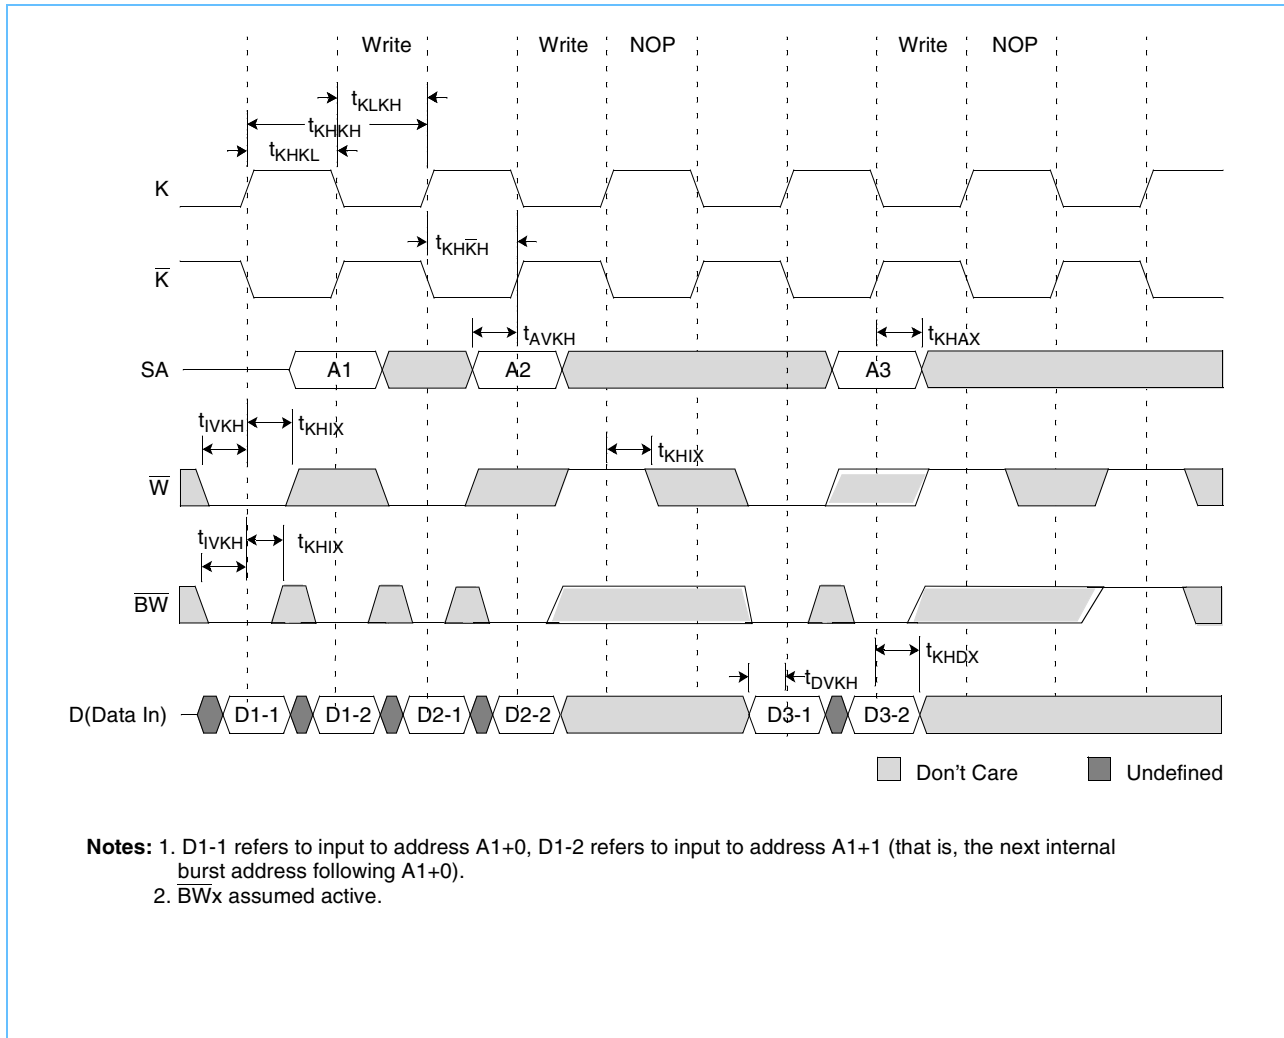 Write Write NOP Write NOP
tKLKH
tKHKH
tKHKL
K
tKHK̅H
K̅
tAVKH tKHAX
SA A1 A2 A3
tIVKH tKHIX
tKHIX
W̅
tIVKH tKHIX
B̅W̅
tKHDX
tDVKH
D(Data In) D1-1 D1-2 D2-1 D2-2 D3-1 D3-2
Don't Care Undefined
Notes: 1. D1-1 refers to input to address A1+0, D1-2 refers to input to address A1+1 (that is, the next internal
burst address following A1+0).
2. B̅W̅x assumed active.